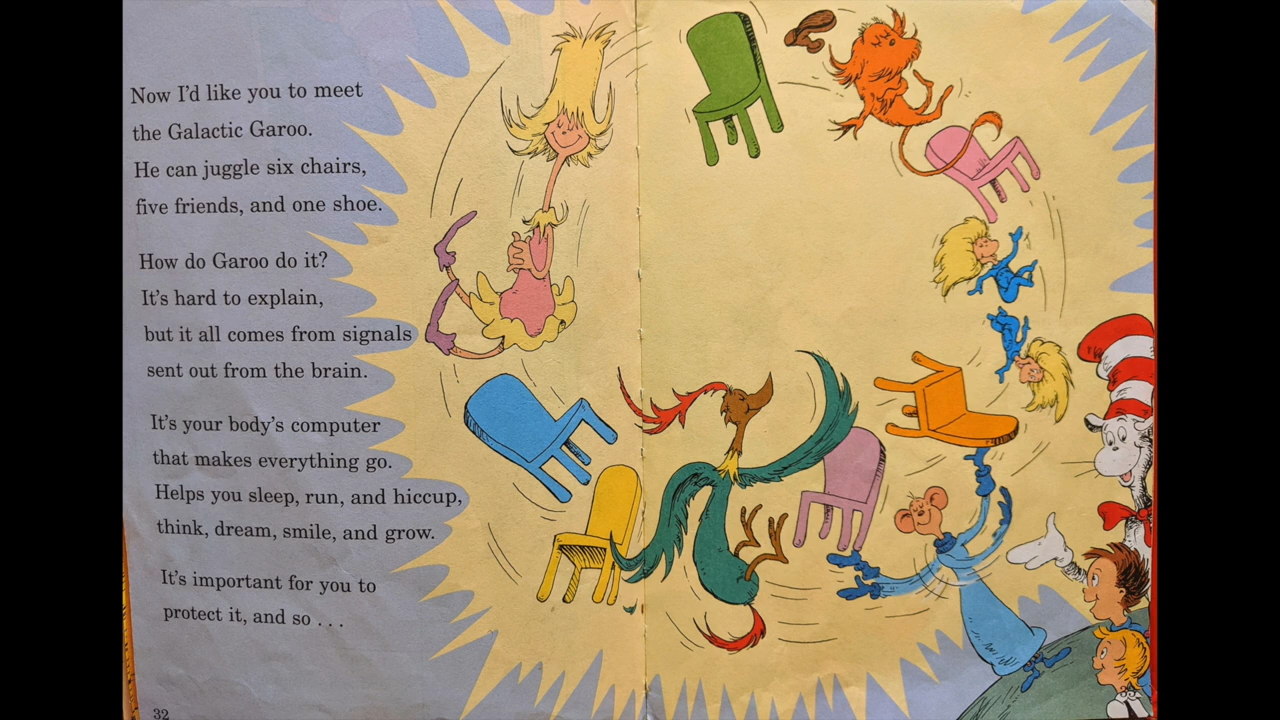 Now I'd like you to meet
the Galactic Garoo.
He can juggle six chairs,
five friends, and one shoe.
How do Garoo do it?
It's hard to explain,
but it all comes from signals
sent out from the brain.
It's your body's computer
that makes everything go.
Helps you sleep, run, and hiccup,
think, dream, smile, and grow.
It's important for you to
protect it, and so . . .
32